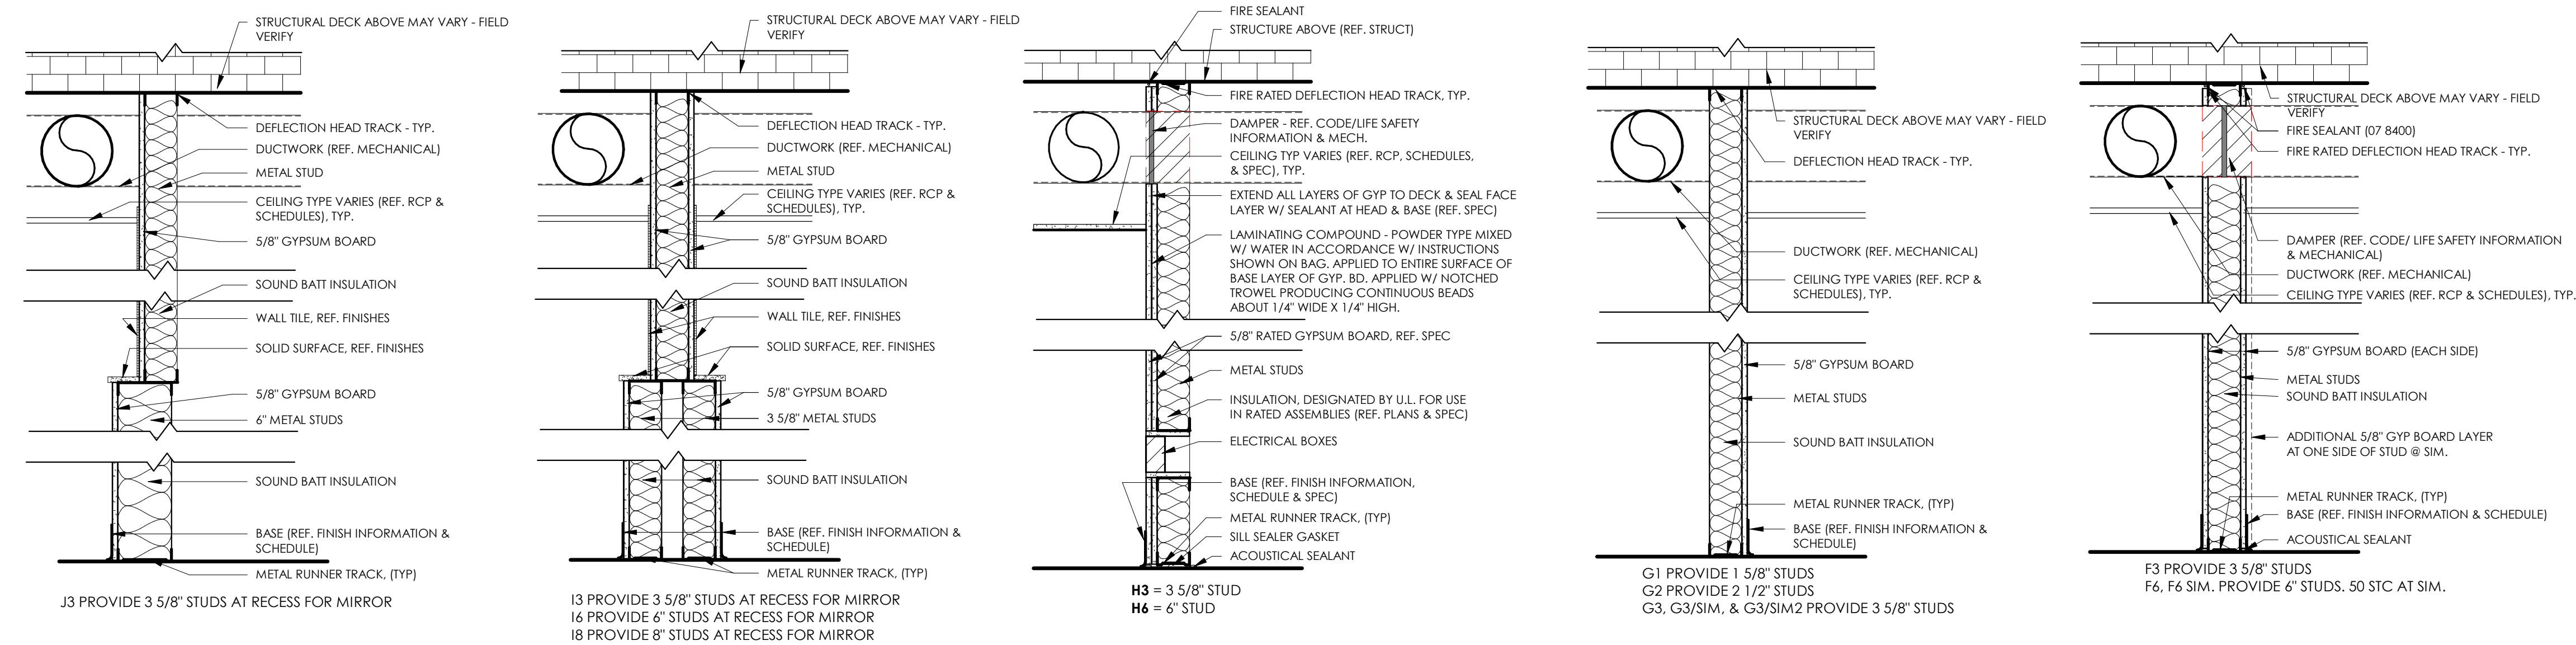 STRUCTURAL DECK ABOVE MAY VARY - FIELD
VERIFY
DEFLECTION HEAD TRACK - TYP.
DUCTWORK (REF. MECHANICAL)
METAL STUD
CEILING TYPE VARIES (REF. RCP &
SCHEDULES), TYP.
5/8" GYPSUM BOARD
SOUND BATT INSULATION
WALL TILE, REF. FINISHES
SOLID SURFACE, REF. FINISHES
5/8" GYPSUM BOARD
6" METAL STUDS
SOUND BATT INSULATION
BASE (REF. FINISH INFORMATION &
SCHEDULE)
METAL RUNNER TRACK, (TYP)
J3 PROVIDE 3 5/8" STUDS AT RECESS FOR MIRROR
STRUCTURAL DECK ABOVE MAY VARY - FIELD
VERIFY
DEFLECTION HEAD TRACK - TYP.
DUCTWORK (REF. MECHANICAL)
METAL STUD
CEILING TYPE VARIES (REF. RCP &
SCHEDULES), TYP.
5/8" GYPSUM BOARD
SOUND BATT INSULATION
WALL TILE, REF. FINISHES
SOLID SURFACE, REF. FINISHES
5/8" GYPSUM BOARD
3 5/8" METAL STUDS
SOUND BATT INSULATION
BASE (REF. FINISH INFORMATION &
SCHEDULE)
METAL RUNNER TRACK, (TYP)
I3 PROVIDE 3 5/8" STUDS AT RECESS FOR MIRROR
I6 PROVIDE 6" STUDS AT RECESS FOR MIRROR
I8 PROVIDE 8" STUDS AT RECESS FOR MIRROR
FIRE SEALANT
STRUCTURE ABOVE (REF. STRUCT)
FIRE RATED DEFLECTION HEAD TRACK, TYP.
DAMPER - REF. CODE/LIFE SAFETY
INFORMATION & MECH.
CEILING TYP VARIES (REF. RCP, SCHEDULES,
& SPEC), TYP.
EXTEND ALL LAYERS OF GYP TO DECK & SEAL FACE
LAYER W/ SEALANT AT HEAD & BASE (REF. SPEC)
LAMINATING COMPOUND - POWDER TYPE MIXED
W/ WATER IN ACCORDANCE W/ INSTRUCTIONS
SHOWN ON BAG. APPLIED TO ENTIRE SURFACE OF
BASE LAYER OF GYP. BD. APPLIED W/ NOTCHED
TROWEL PRODUCING CONTINUOUS BEADS
ABOUT 1/4" WIDE X 1/4" HIGH.
5/8" RATED GYPSUM BOARD, REF. SPEC
METAL STUDS
INSULATION, DESIGNATED BY U.L. FOR USE
IN RATED ASSEMBLIES (REF. PLANS & SPEC)
ELECTRICAL BOXES
BASE (REF. FINISH INFORMATION,
SCHEDULE & SPEC)
METAL RUNNER TRACK, (TYP)
SILL SEALER GASKET
ACOUSTICAL SEALANT
H3 = 3 5/8" STUD
H6 = 6" STUD
STRUCTURAL DECK ABOVE MAY VARY - FIELD
VERIFY
DEFLECTION HEAD TRACK - TYP.
DUCTWORK (REF. MECHANICAL)
CEILING TYPE VARIES (REF. RCP &
SCHEDULES), TYP.
5/8" GYPSUM BOARD
METAL STUDS
SOUND BATT INSULATION
METAL RUNNER TRACK, (TYP)
BASE (REF. FINISH INFORMATION &
SCHEDULE)
G1 PROVIDE 1 5/8" STUDS
G2 PROVIDE 2 1/2" STUDS
G3, G3/SIM, & G3/SIM2 PROVIDE 3 5/8" STUDS
STRUCTURAL DECK ABOVE MAY VARY - FIELD
VERIFY
FIRE SEALANT (07 8400)
FIRE RATED DEFLECTION HEAD TRACK - TYP.
DAMPER (REF. CODE/ LIFE SAFETY INFORMATION
& MECHANICAL)
DUCTWORK (REF. MECHANICAL)
CEILING TYPE VARIES (REF. RCP & SCHEDULES), TYP.
5/8" GYPSUM BOARD (EACH SIDE)
METAL STUDS
SOUND BATT INSULATION
ADDITIONAL 5/8" GYP BOARD LAYER
AT ONE SIDE OF STUD @ SIM.
METAL RUNNER TRACK, (TYP)
BASE (REF. FINISH INFORMATION & SCHEDULE)
ACOUSTICAL SEALANT
F3 PROVIDE 3 5/8" STUDS
F6, F6 SIM. PROVIDE 6" STUDS. 50 STC AT SIM.